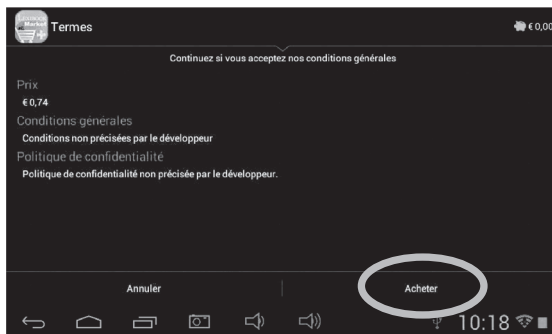 Termes
€ 0,00
Continuez si vous acceptez nos conditions générales
Prix
€ 0,74
Conditions générales
Conditions non précisées par le développeur
Politique de confidentialité
Politique de confidentialité non précisée par le développeur.
Annuler
Acheter
10:18